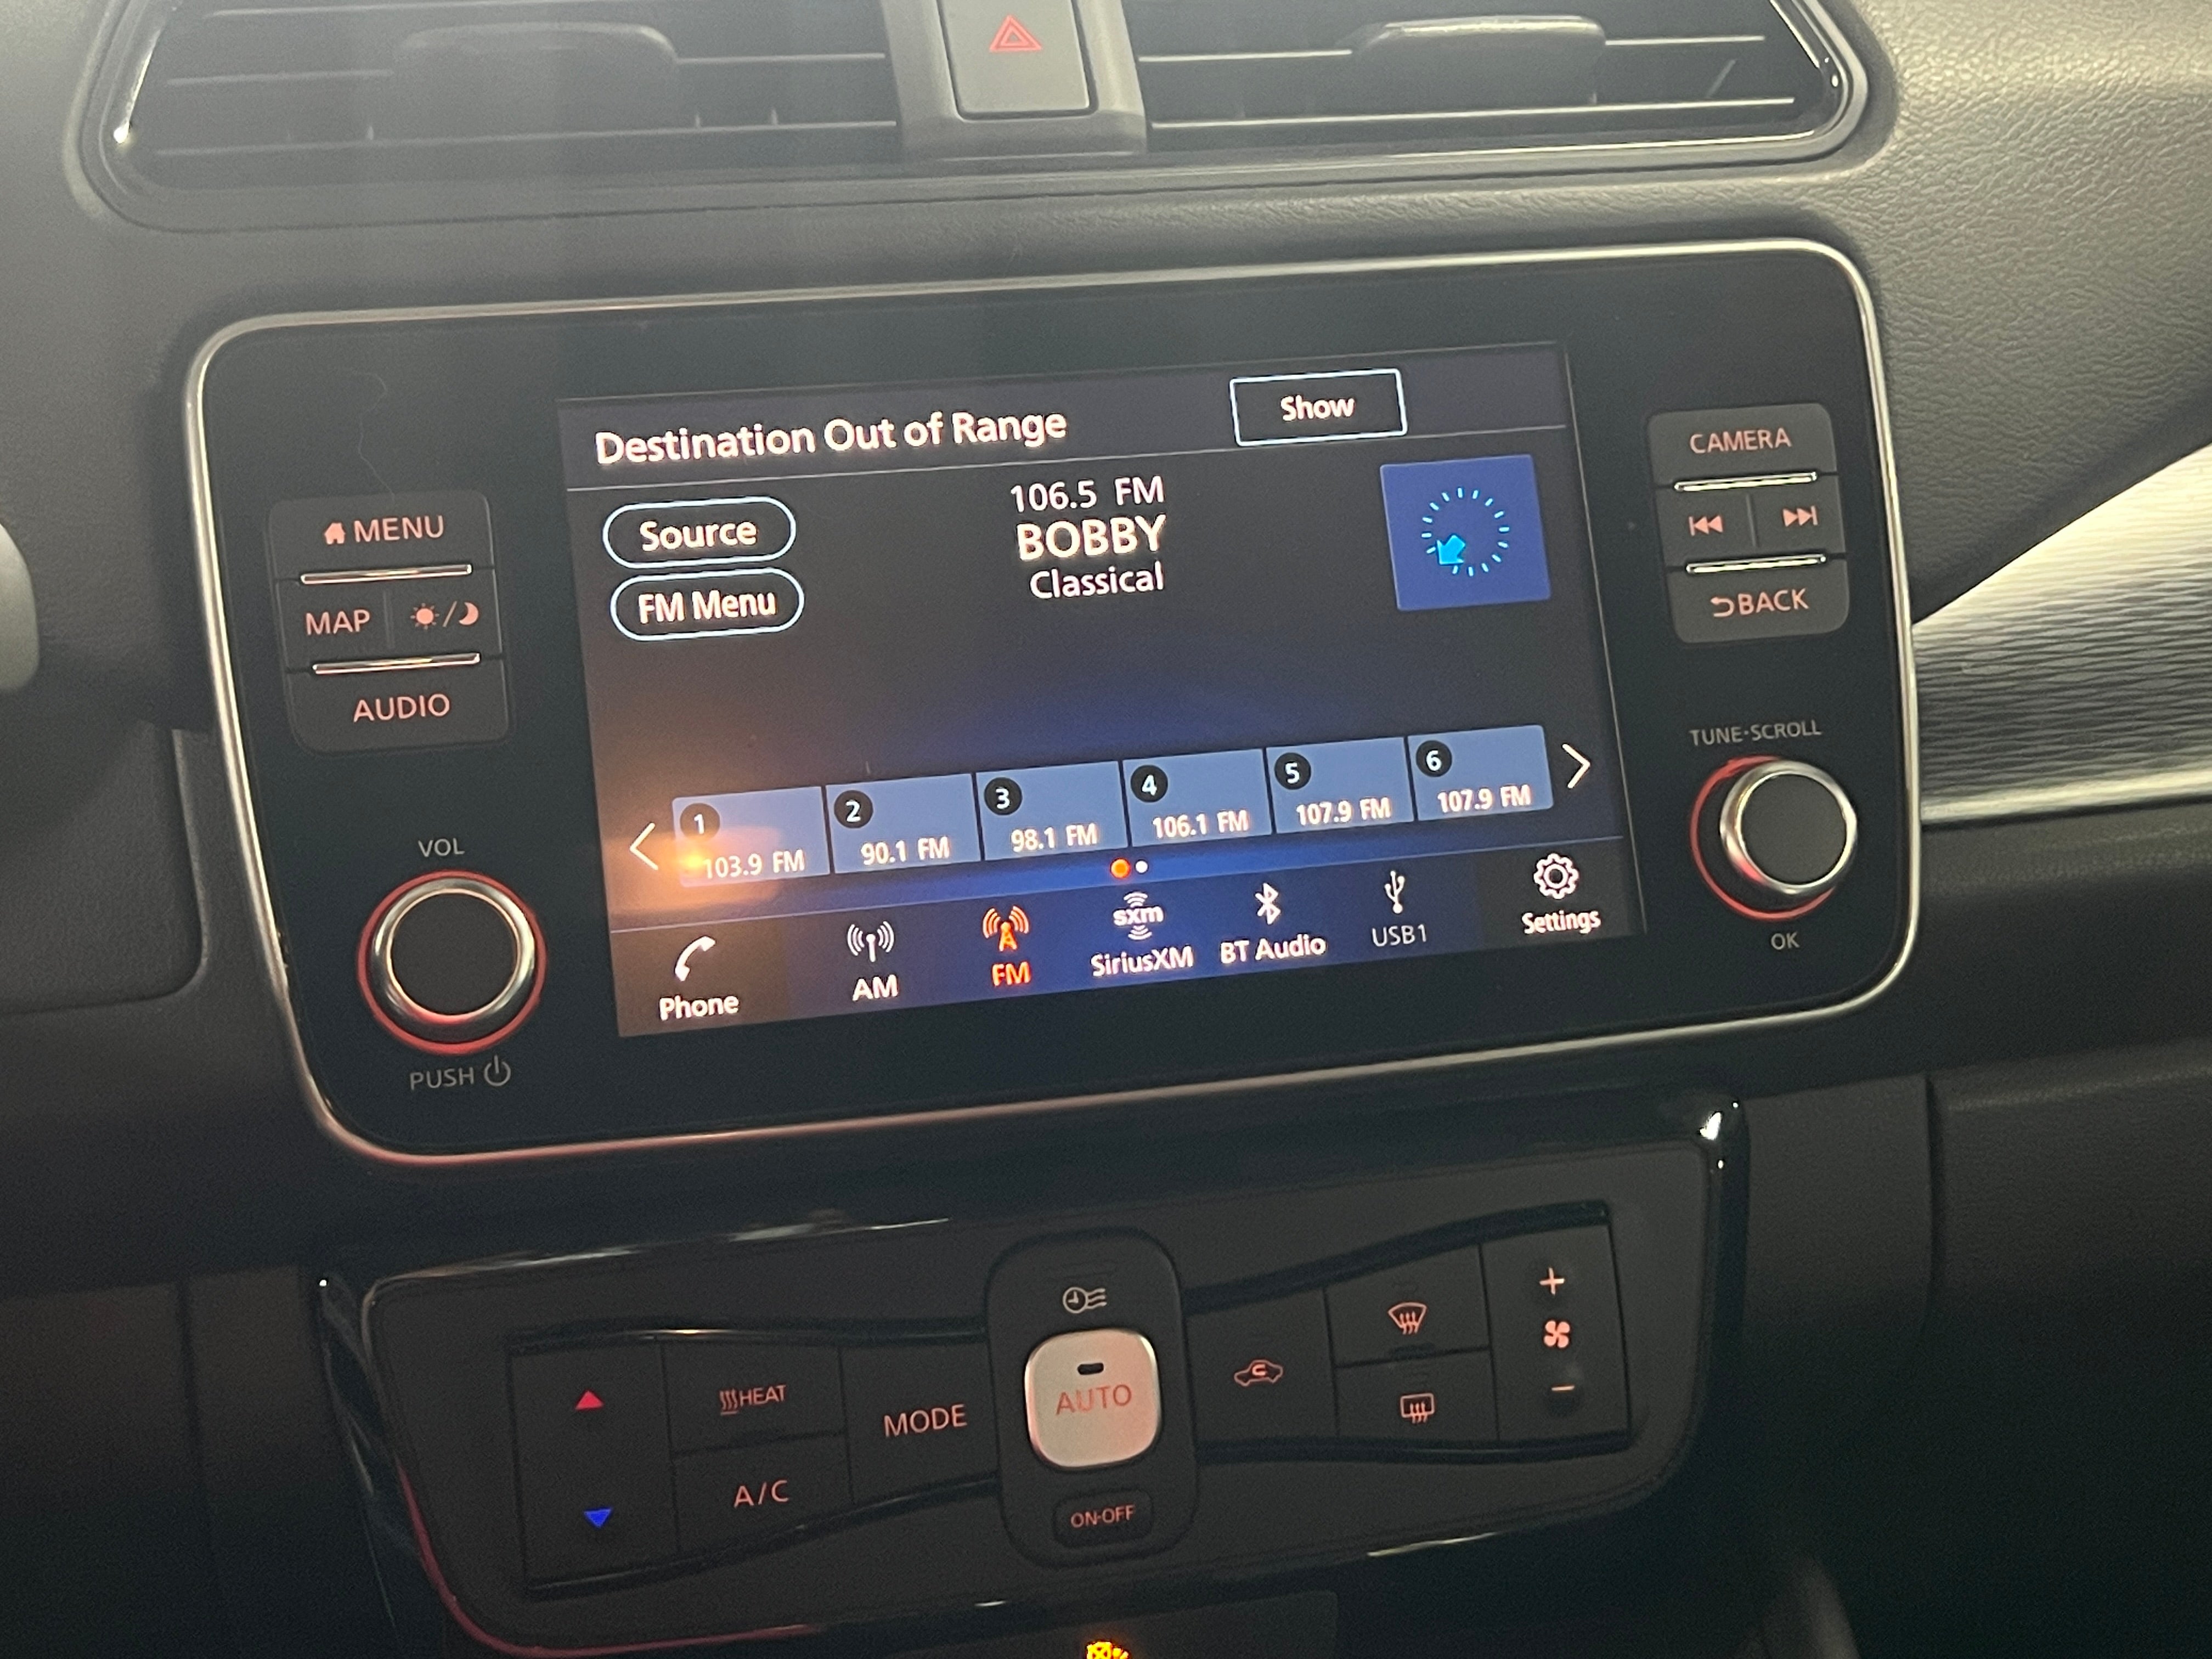 Destination Out of Range
Show
Source
FM Menu
106.5 FM
BOBBY
Classical
1
103.9 FM
2
90.1 FM
3
98.1 FM
4
106.1 FM
5
107.9 FM
6
107.9 FM
Phone
AM
FM
sxm
SiriusXM
BT Audio
USB1
Settings
MENU
MAP
/
AUDIO
VOL
PUSH
CAMERA
BACK
TUNE·SCROLL
OK
HEAT
A/C
MODE
AUTO
ON·OFF
+
−